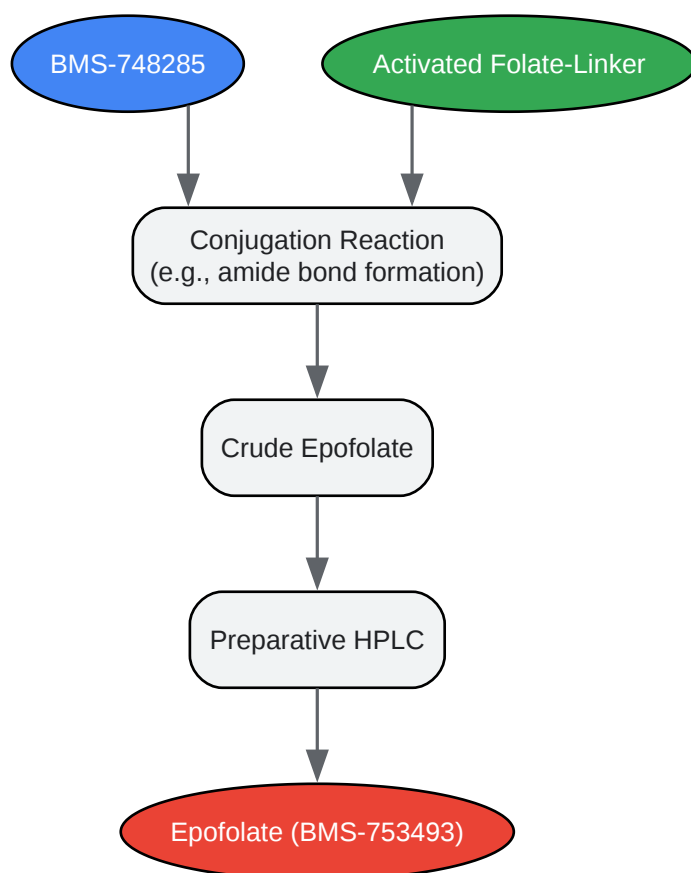 BMS-748285
Activated Folate-Linker
Conjugation Reaction
(e.g., amide bond formation)
Crude Epofolate
Preparative HPLC
Epofolate (BMS-753493)